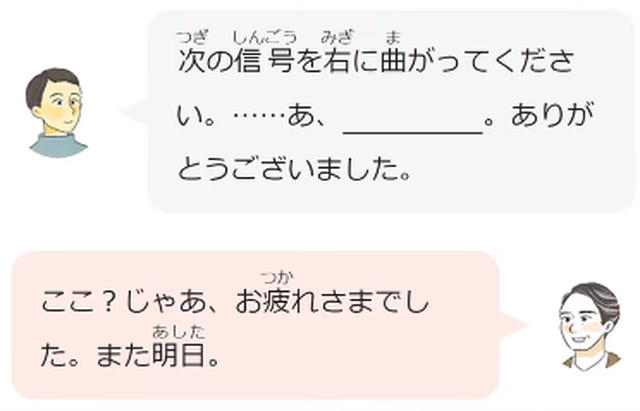 次の信号を右に曲がってくださ
い。……あ、＿＿＿＿＿。ありが
とうございました。
ここ？じゃあ、お疲れさまでし
た。また明日。